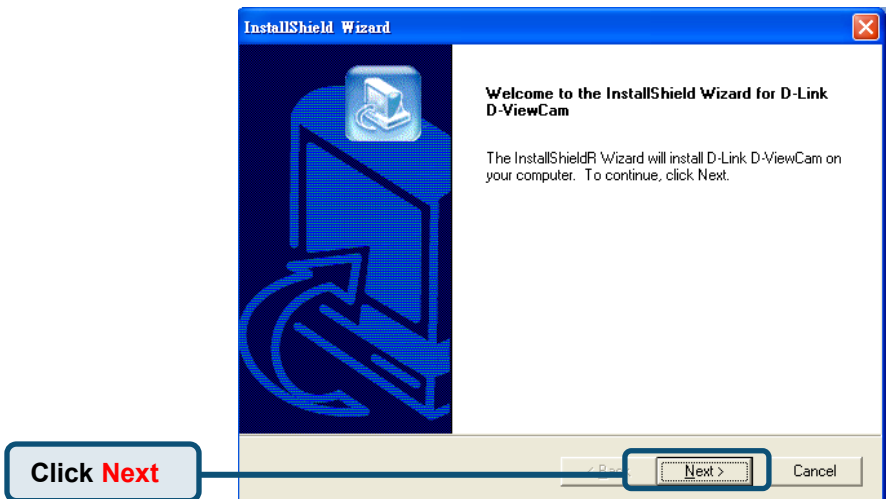 InstallShield Wizard
Welcome to the InstallShield Wizard for D-Link
D-ViewCam
The InstallShieldR Wizard will install D-Link D-ViewCam on
your computer. To continue, click Next.
Click Next
Next >
Cancel